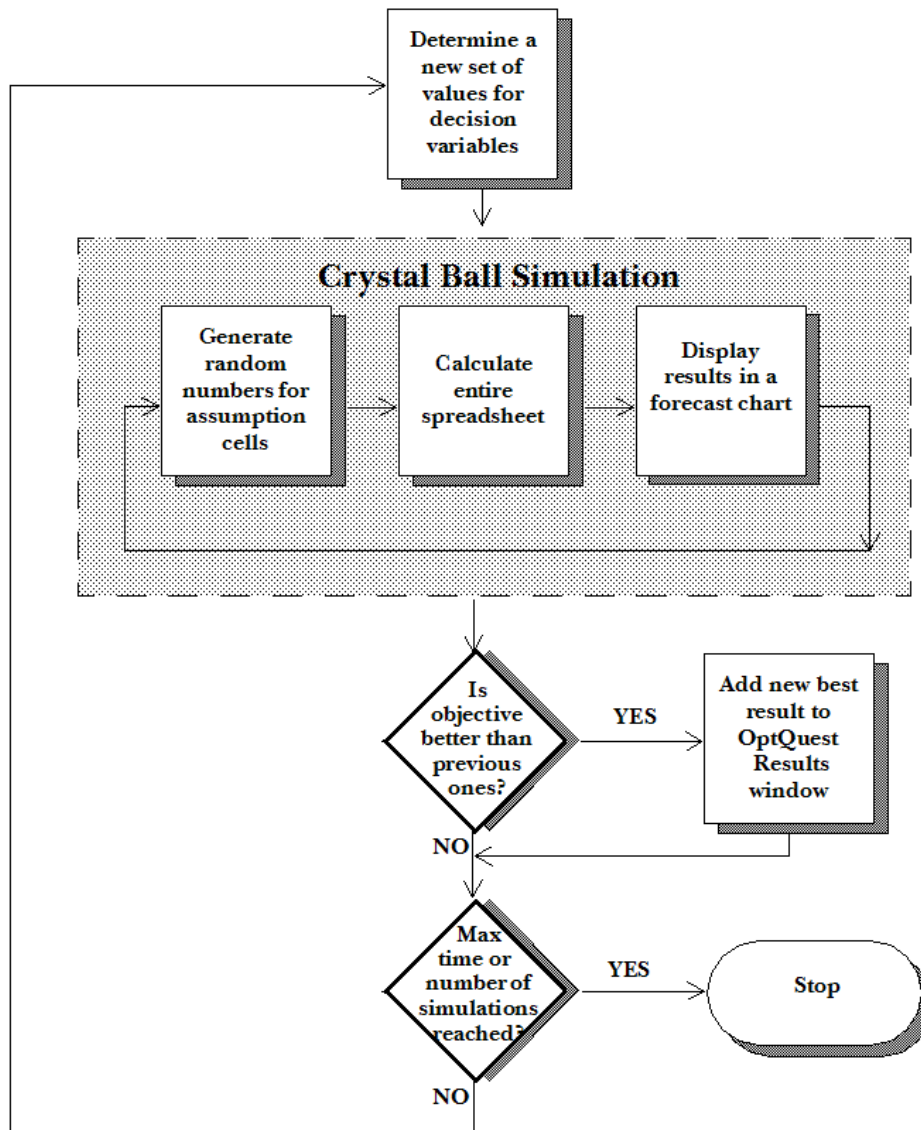 Determine a
new set of
values for
decision
variables
Crystal Ball Simulation
Generate
random
numbers for
assumption
cells
Calculate
entire
spreadsheet
Display
results in a
forecast chart
Is
objective
better than
previous
ones?
YES
Add new best
result to
OptQuest
Results
window
NO
Max
time or
number of
simulations
reached?
YES
Stop
NO